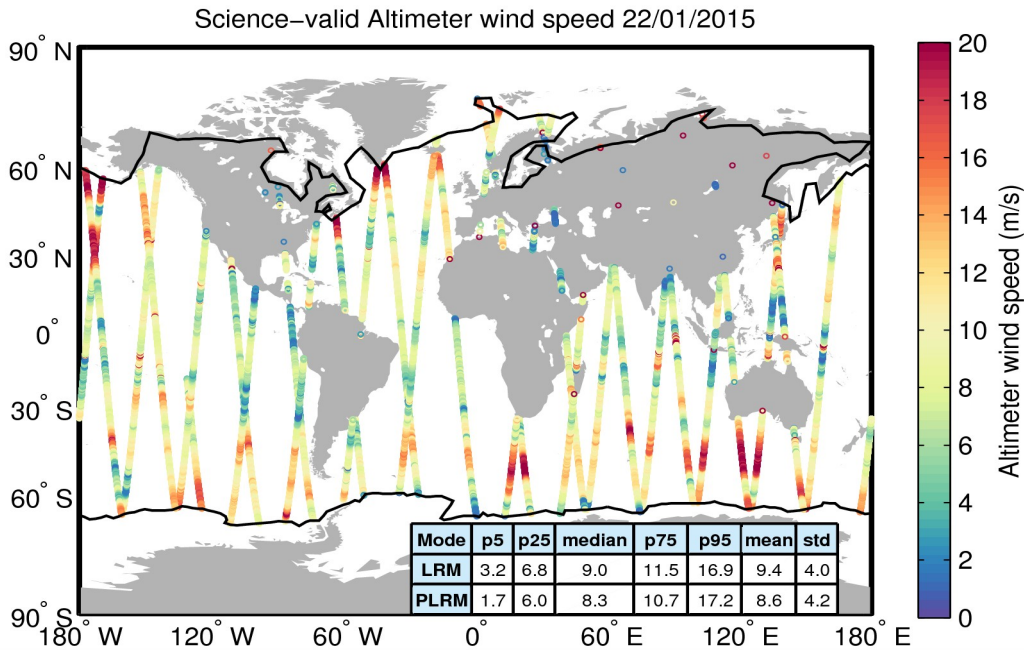 Science−valid Altimeter wind speed 22/01/2015
90° N
60° N
30° N
0°
30° S
60° S
90° S
180° W
120° W
60° W
0°
60° E
120° E
180° E
Mode p5 p25 median p75 p95 mean std
LRM 3.2 6.8 9.0 11.5 16.9 9.4 4.0
PLRM 1.7 6.0 8.3 10.7 17.2 8.6 4.2
20
18
16
14
12
10
8
6
4
2
0
Altimeter wind speed (m/s)